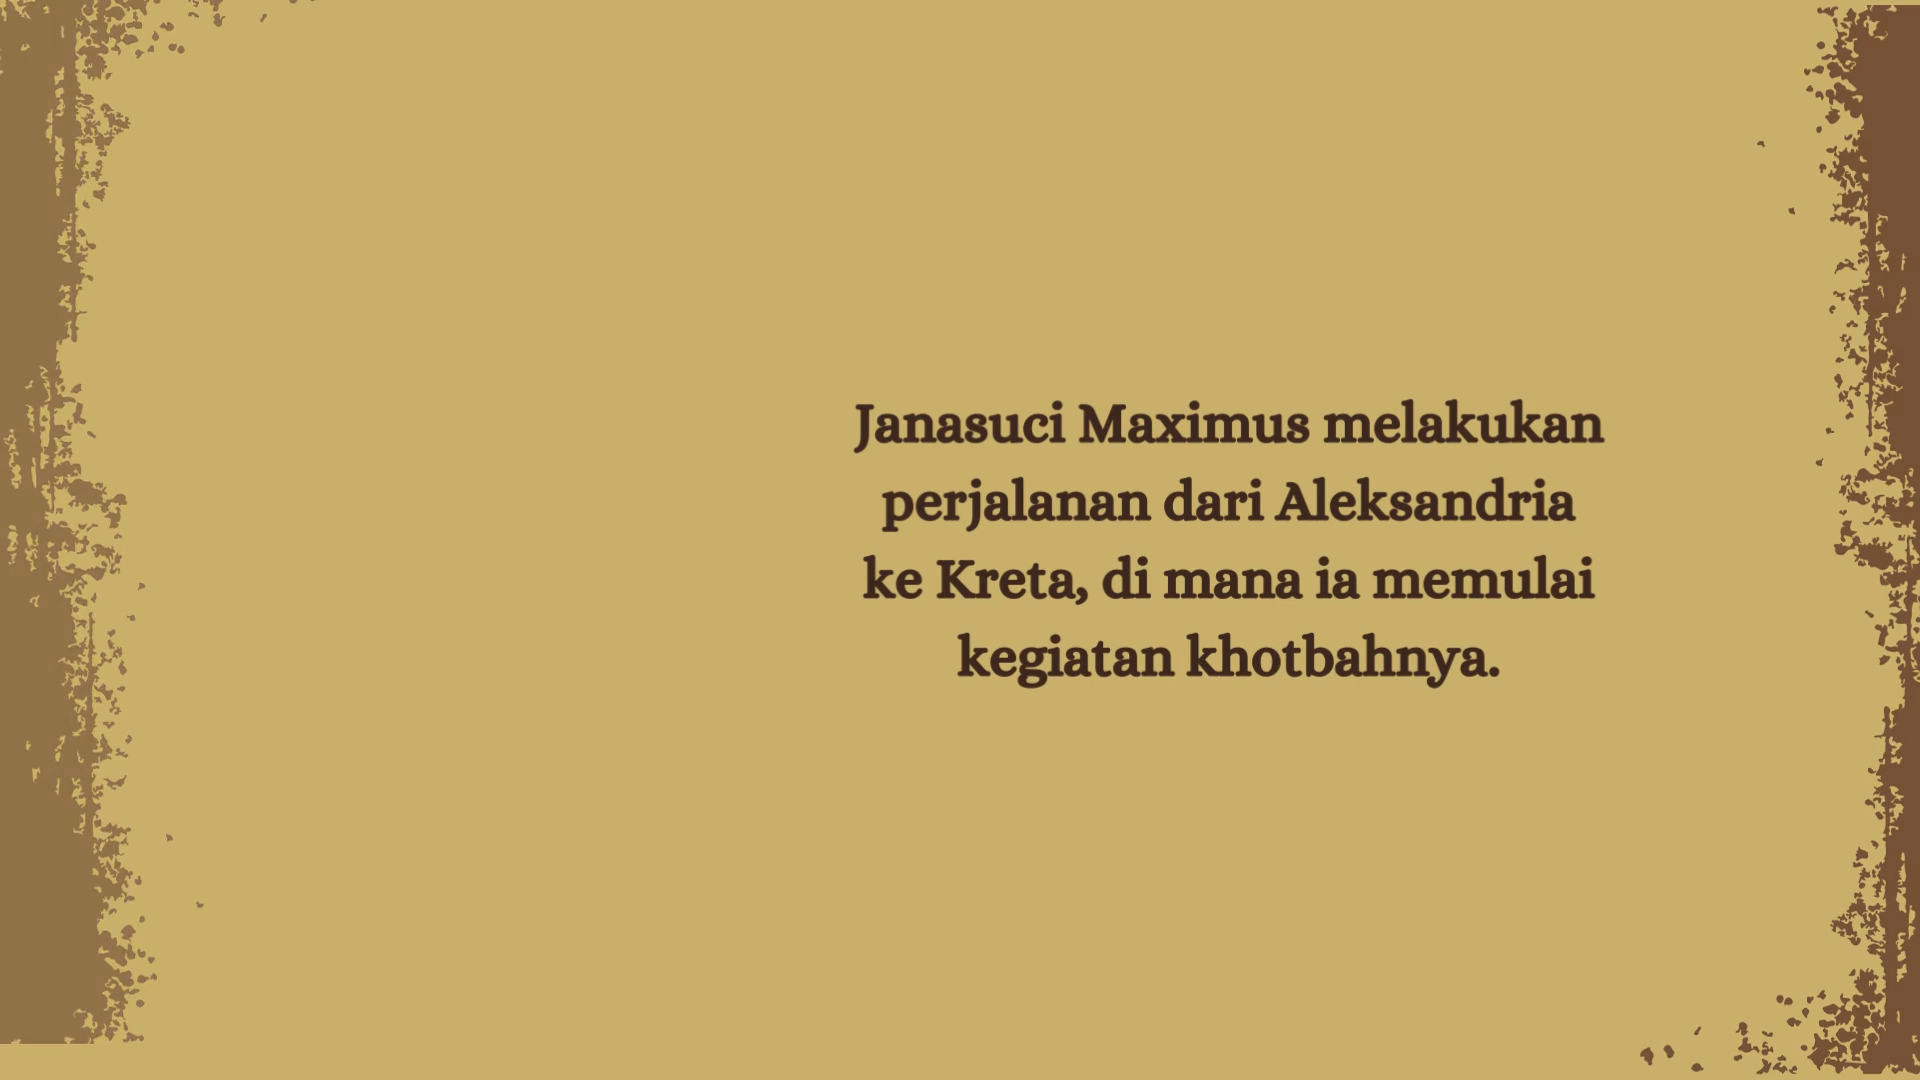 Janasuci Maximus melakukan
perjalanan dari Aleksandria
ke Kreta, di mana ia memulai
kegiatan khotbahnya.